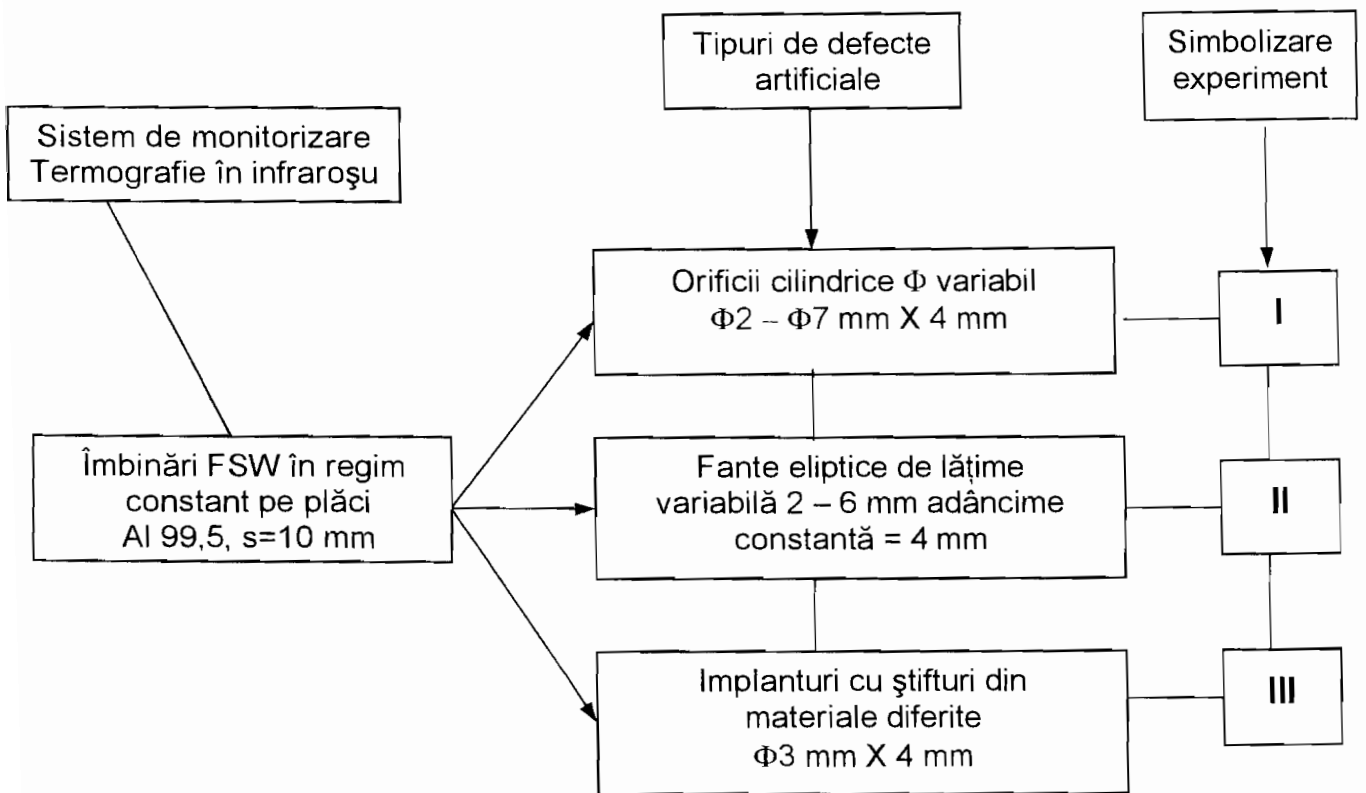 Tipuri de defecte
artificiale
Simbolizare
experiment
Sistem de monitorizare
Termografie în infraroşu
Orificii cilindrice Φ variabil
Φ2 – Φ7 mm X 4 mm
I
Îmbinări FSW în regim
constant pe plăci
Al 99,5, s=10 mm
Fante eliptice de lăţime
variabilă 2 – 6 mm adâncime
constantă = 4 mm
II
Implanturi cu ştifturi din
materiale diferite
Φ3 mm X 4 mm
III